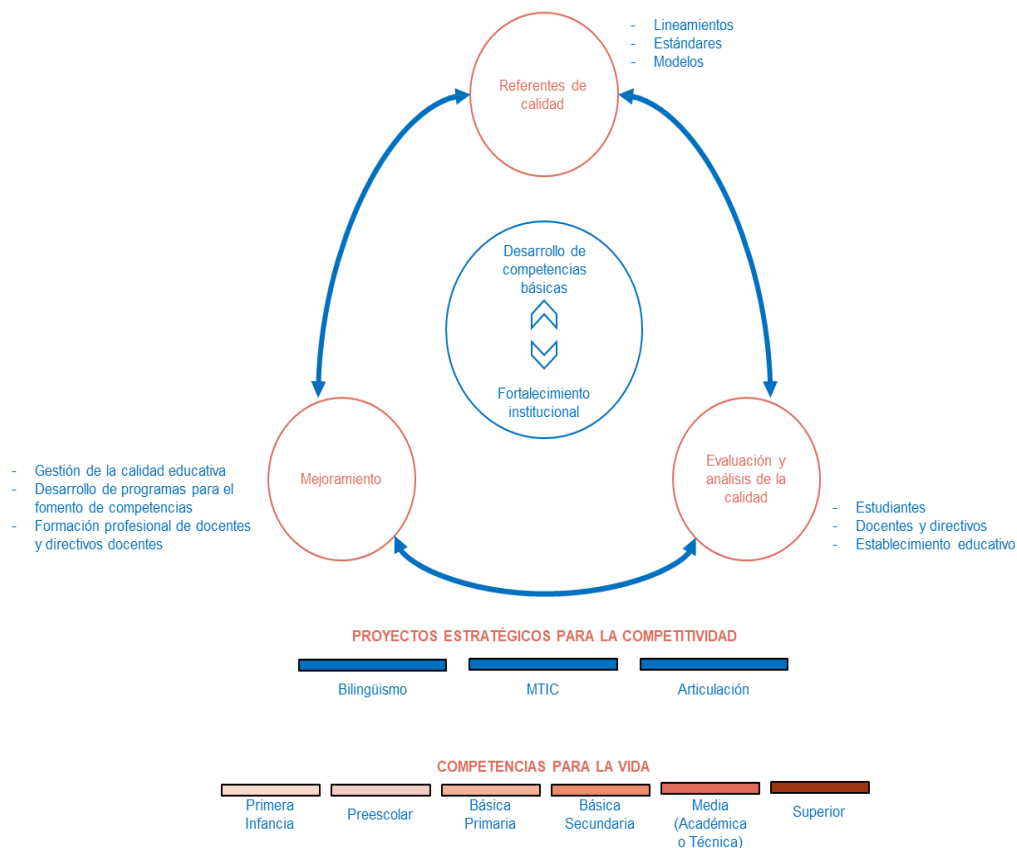 - Lineamientos
- Estándares
- Modelos
Referentes de
calidad
Desarrollo de
competencias
básicas
Fortalecimiento
institucional
- Gestión de la calidad educativa
- Desarrollo de programas para el
fomento de competencias
- Formación profesional de docentes
y directivos docentes
Mejoramiento
Evaluación y
análisis de la
calidad
- Estudiantes
- Docentes y directivos
- Establecimiento educativo
PROYECTOS ESTRATÉGICOS PARA LA COMPETITIVIDAD
Bilingüismo
MTIC
Articulación
COMPETENCIAS PARA LA VIDA
Primera
Infancia
Preescolar
Básica
Primaria
Básica
Secundaria
Media
(Académica
o Técnica)
Superior